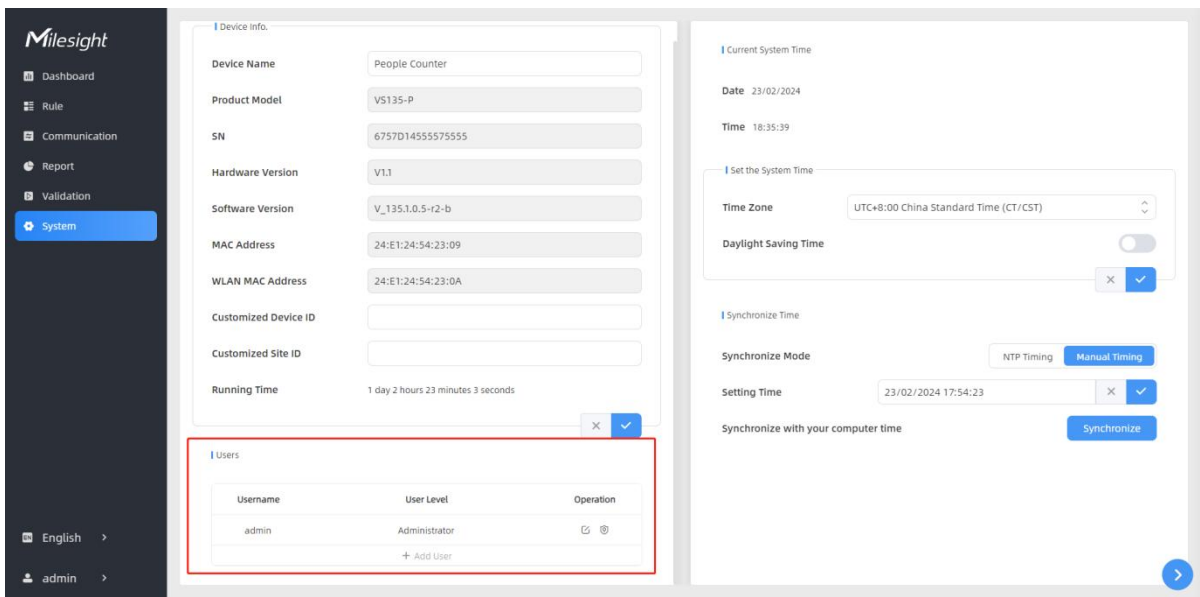 Milesight
Dashboard
Rule
Communication
Report
Validation
System
English
admin
Device Info.
Device Name People Counter
Product Model VS135-P
SN 6757D14555575555
Hardware Version V1.1
Software Version V_135.1.0.5-r2-b
MAC Address 24:E1:24:54:23:09
WLAN MAC Address 24:E1:24:54:23:0A
Customized Device ID
Customized Site ID
Running Time 1 day 2 hours 23 minutes 3 seconds
Users
Username User Level Operation
admin Administrator
+ Add User
Current System Time
Date 23/02/2024
Time 18:35:39
Set the System Time
Time Zone UTC+8:00 China Standard Time (CT/CST)
Daylight Saving Time
Synchronize Time
Synchronize Mode NTP Timing Manual Timing
Setting Time 23/02/2024 17:54:23
Synchronize with your computer time Synchronize